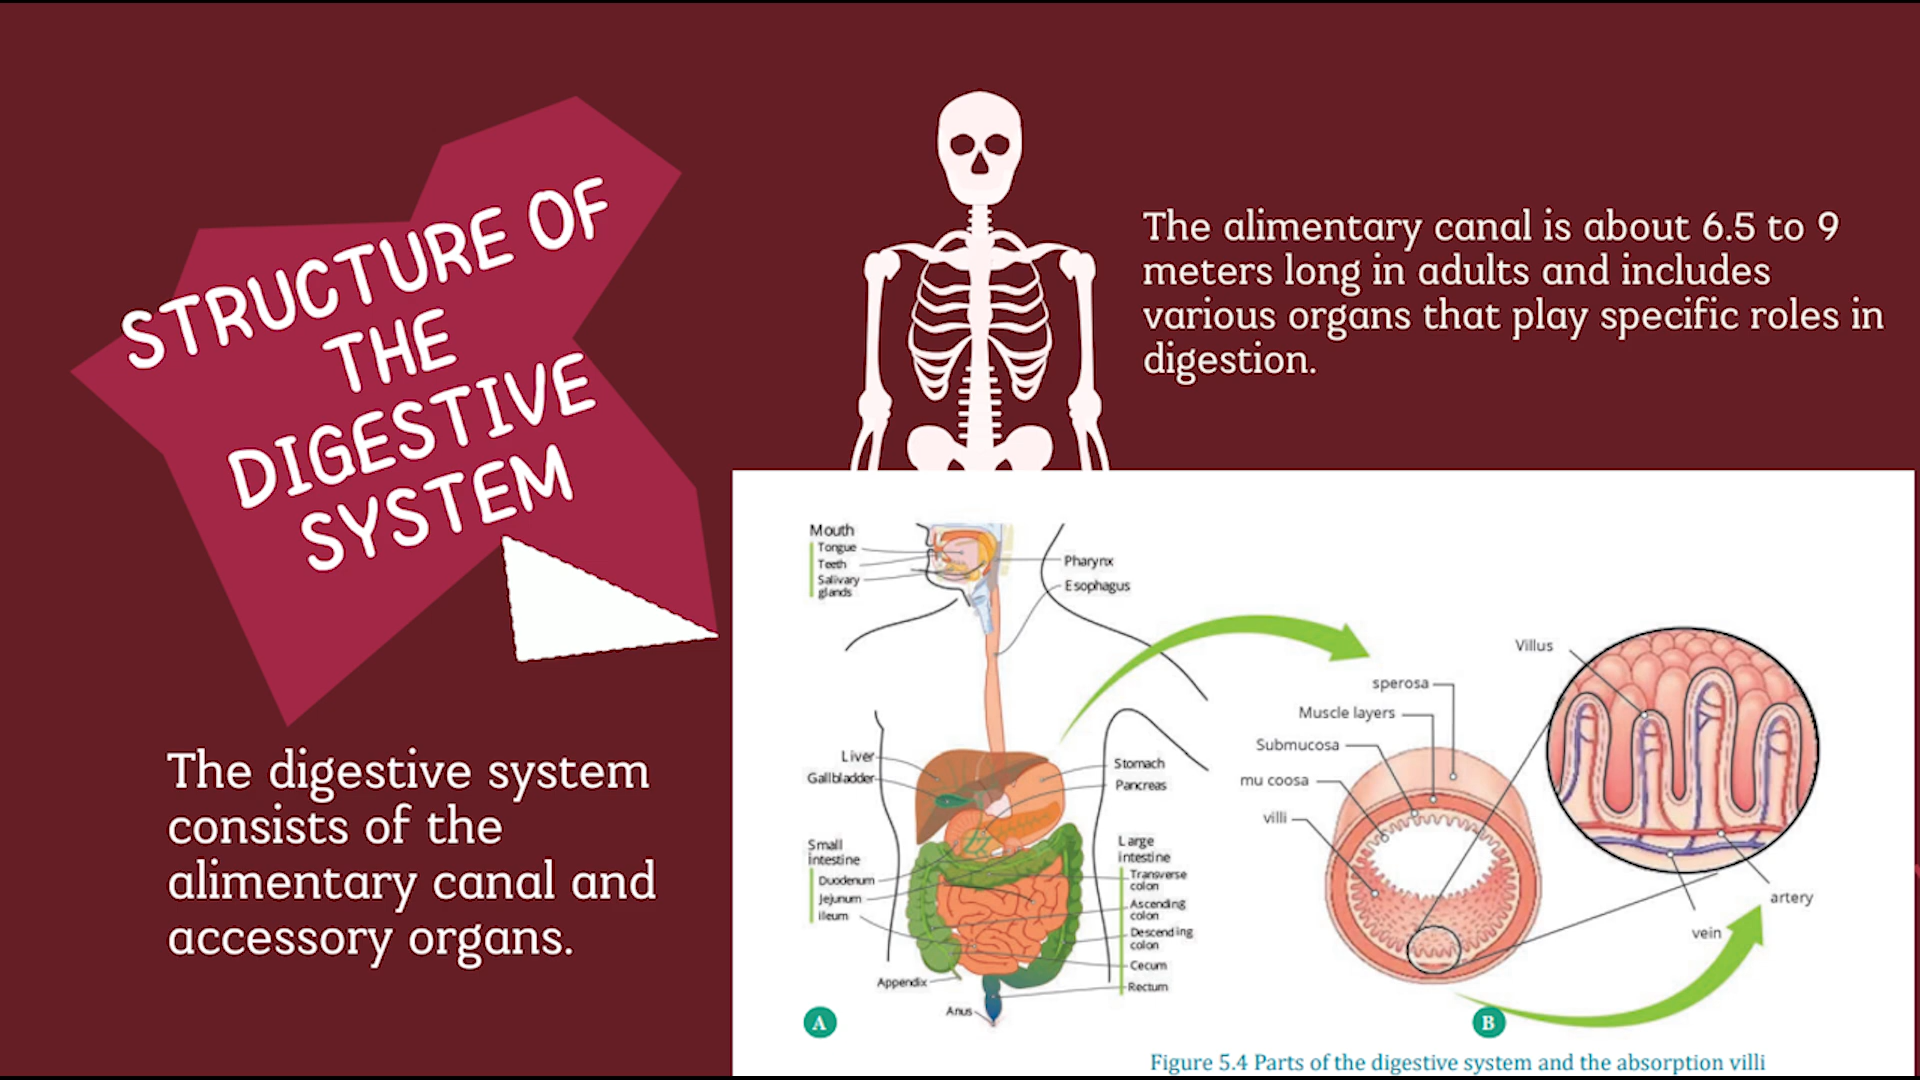 STRUCTURE OF
THE
DIGESTIVE
SYSTEM
The digestive system
consists of the
alimentary canal and
accessory organs.
The alimentary canal is about 6.5 to 9
meters long in adults and includes
various organs that play specific roles in
digestion.
Mouth
Tongue
Teeth
Salivary
glands
Pharynx
Esophagus
Liver
Gallbladder
Stomach
Pancreas
Small
intestine
Duodenum
Jejunum
ileum
Appendix
Anus
Large
intestine
Transverse
colon
Ascending
colon
Descending
colon
Cecum
Rectum
A
Villus
sperosa
Muscle layers
Submucosa
mu coosa
villi
artery
vein
B
Figure 5.4 Parts of the digestive system and the absorption villi